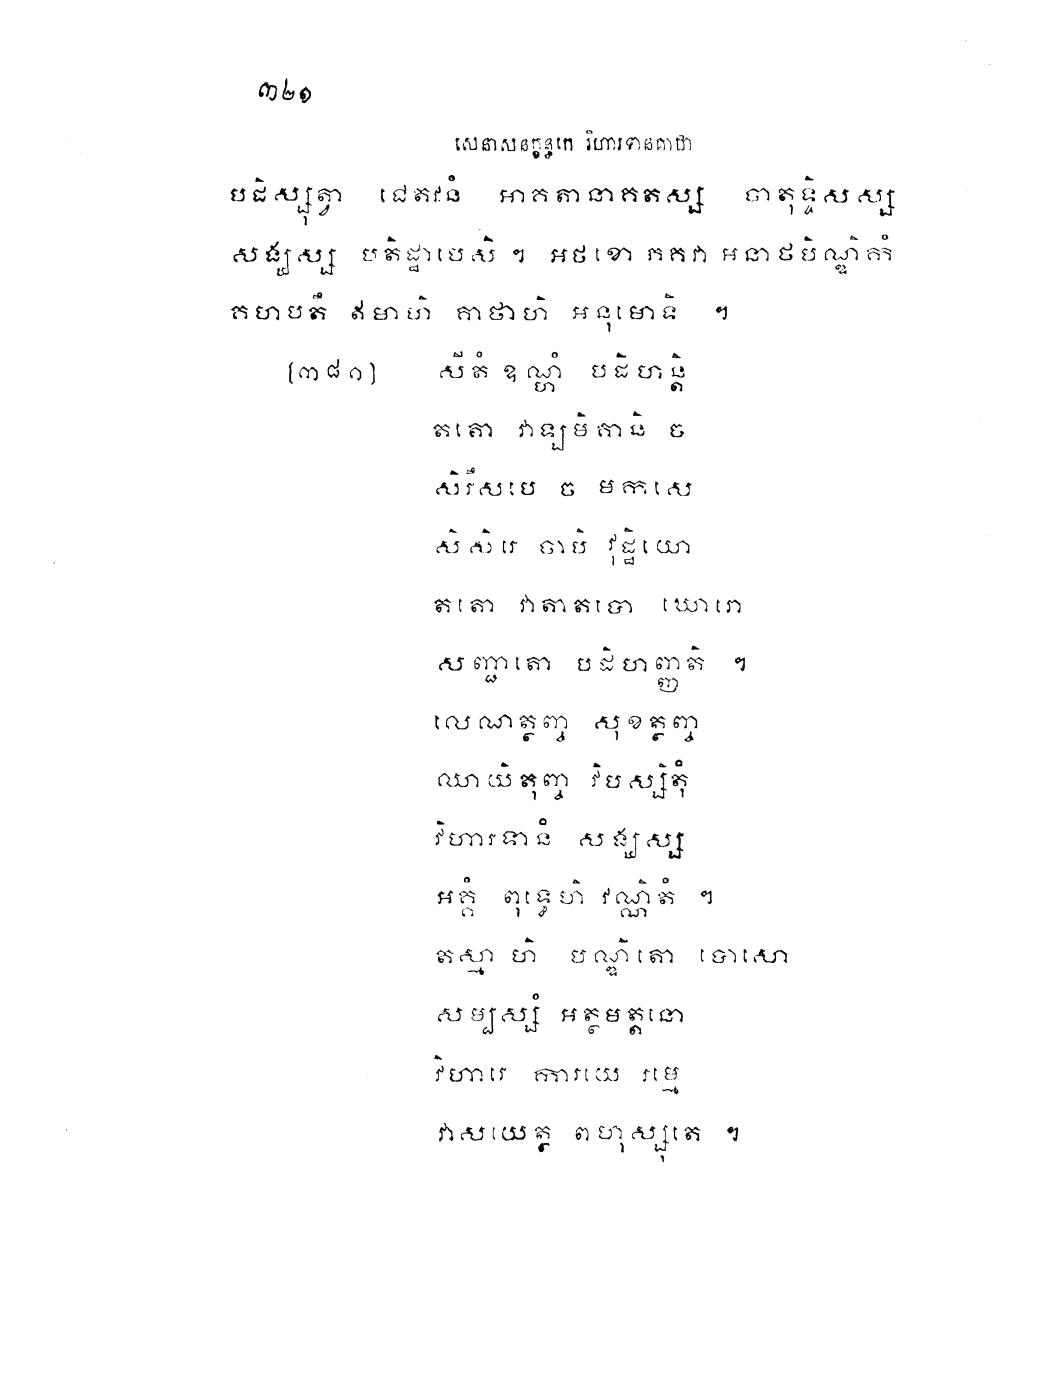 ៣២១
សេនាសនក្ខន្ធកេ វិហារទានគាថា
បដិស្សុត្វា ជេតវនំ អាគតានាគតស្ស ចាតុទ្ទិសស្ស
សង្ឃស្ស បតិដ្ឋាបេសិ ។ អថខោ ភគវា អនាថបិណ្ឌិកំ
គហបតឹ ឥមាហិ គាថាហិ អនុមោទិ ។
(៣៨១) សីតំ ឧណ្ហំ បដិហន្តិ
តតោ វាឡមិគានិ ច
សិរឹសបេ ច មកសេ
សិសិរេ ចាបិ វុដ្ឋិយោ
តតោ វាតាតបោ ឃោរោ
សញ្ជាតោ បដិហញ្ញតិ ។
លេណត្ថញ្ច សុខត្ថញ្ច
ឈាយិតុញ្ច វិបស្សិតុំ
វិហារទានំ សង្ឃស្ស
អគ្គំ ពុទ្ធេហិ វណ្ណិតំ ។
តស្មា ហិ បណ្ឌិតោ បោសោ
សម្បស្សំ អត្ថមត្តនោ
វិហារេ ការយេ រម្មេ
វាសយេត្ថ ពហុស្សុតេ ។